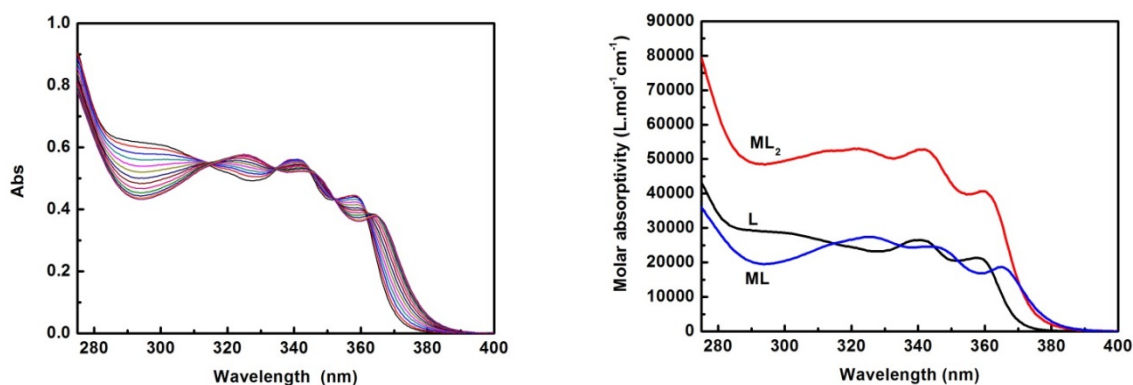 1.0
0.8
0.6
0.4
0.2
0.0
Abs
280 300 320 340 360 380 400
Wavelength (nm)
90000
80000
70000
60000
50000
40000
30000
20000
10000
0
Molar absorptivity (L.mol⁻¹cm⁻¹)
ML₂
L
ML
280 300 320 340 360 380 400
Wavelength (nm)